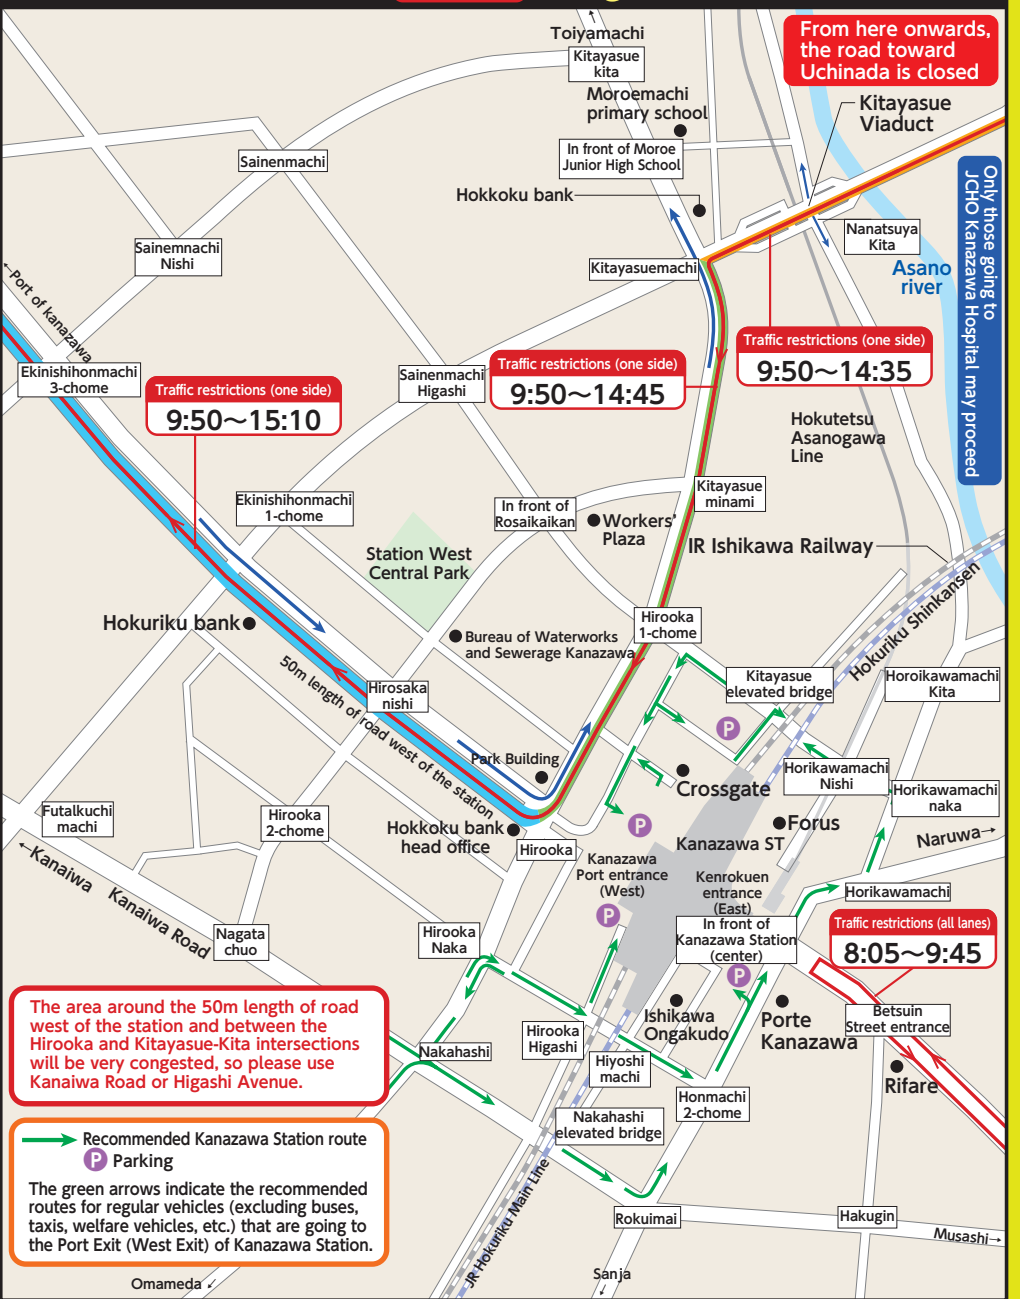 Toiyamachi
Kitayasue
kita
From here onwards,
the road toward
Uchinada is closed
Moroemachi
primary school
Kitayasue
Viaduct
Sainenmachi
In front of Moroe
Junior High School
Hokkoku bank
Only those going to
JCHO Kanazawa Hospital may proceed
Nanatsuya
Kita
Sainemnachi
Nishi
Kitayasuemachi
Asano
river
←Port of kanazawa
Ekinishihonmachi
3-chome
Traffic restrictions (one side)
9:50~15:10
Sainenmachi
Higashi
Traffic restrictions (one side)
9:50~14:45
Traffic restrictions (one side)
9:50~14:35
Hokutetsu
Asanogawa
Line
Ekinishihonmachi
1-chome
In front of
Rosaikaikan
Kitayasue
minami
Workers'
Plaza
IR Ishikawa Railway
Station West
Central Park
Hokuriku Shinkansen
Hokuriku bank
Bureau of Waterworks
and Sewerage Kanazawa
Hirooka
1-chome
50m length of road west of the station
Hirosaka
nishi
Kitayasue
elevated bridge
Horoikawamachi
Kita
P
Park Building
Crossgate
Horikawamachi
Nishi
Horikawamachi
naka
Futalkuchi
machi
Hirooka
2-chome
Hokkoku bank
head office
Hirooka
P
Forus
Kanazawa ST
Naruwa→
←Kanaiwa
Kanaiwa Road
Kanazawa
Port entrance
(West)
Kenrokuen
entrance
(East)
Horikawamachi
Nagata
chuo
Hirooka
Naka
P
In front of
Kanazawa Station
(center)
P
Traffic restrictions (all lanes)
8:05~9:45
The area around the 50m length of road
west of the station and between the
Hirooka and Kitayasue-Kita intersections
will be very congested, so please use
Kanaiwa Road or Higashi Avenue.
Nakahashi
Hirooka
Higashi
Ishikawa
Ongakudo
Porte
Kanazawa
Betsuin
Street entrance
Hiyoshi
machi
Rifare
Honmachi
2-chome
Nakahashi
elevated bridge
Recommended Kanazawa Station route
P Parking
The green arrows indicate the recommended
routes for regular vehicles (excluding buses,
taxis, welfare vehicles, etc.) that are going to
the Port Exit (West Exit) of Kanazawa Station.
JR Hokuriku Main Line
Rokuimai
Hakugin
Musashi→
Omameda
Sanja